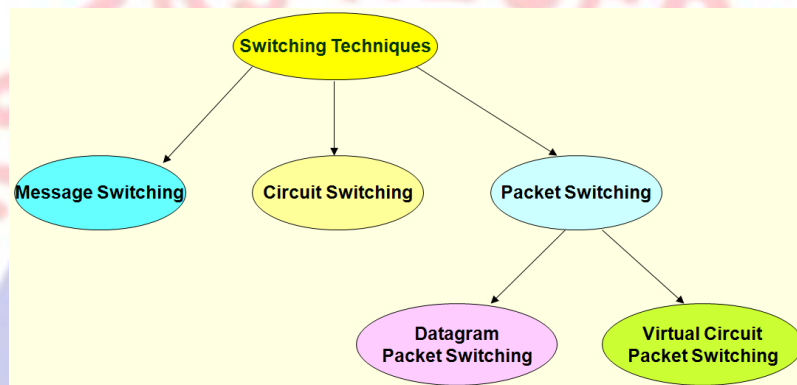 Switching Techniques
Message Switching
Circuit Switching
Packet Switching
Datagram
Packet Switching
Virtual Circuit
Packet Switching